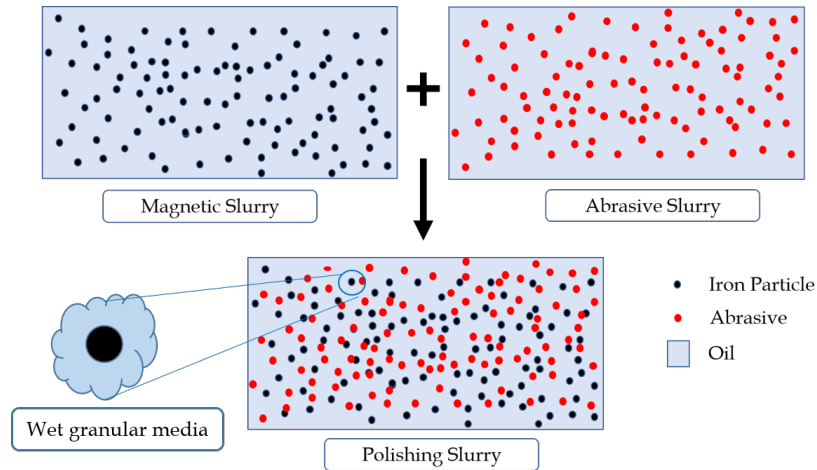 Magnetic Slurry
Abrasive Slurry
Iron Particle
Abrasive
Oil
Wet granular media
Polishing Slurry